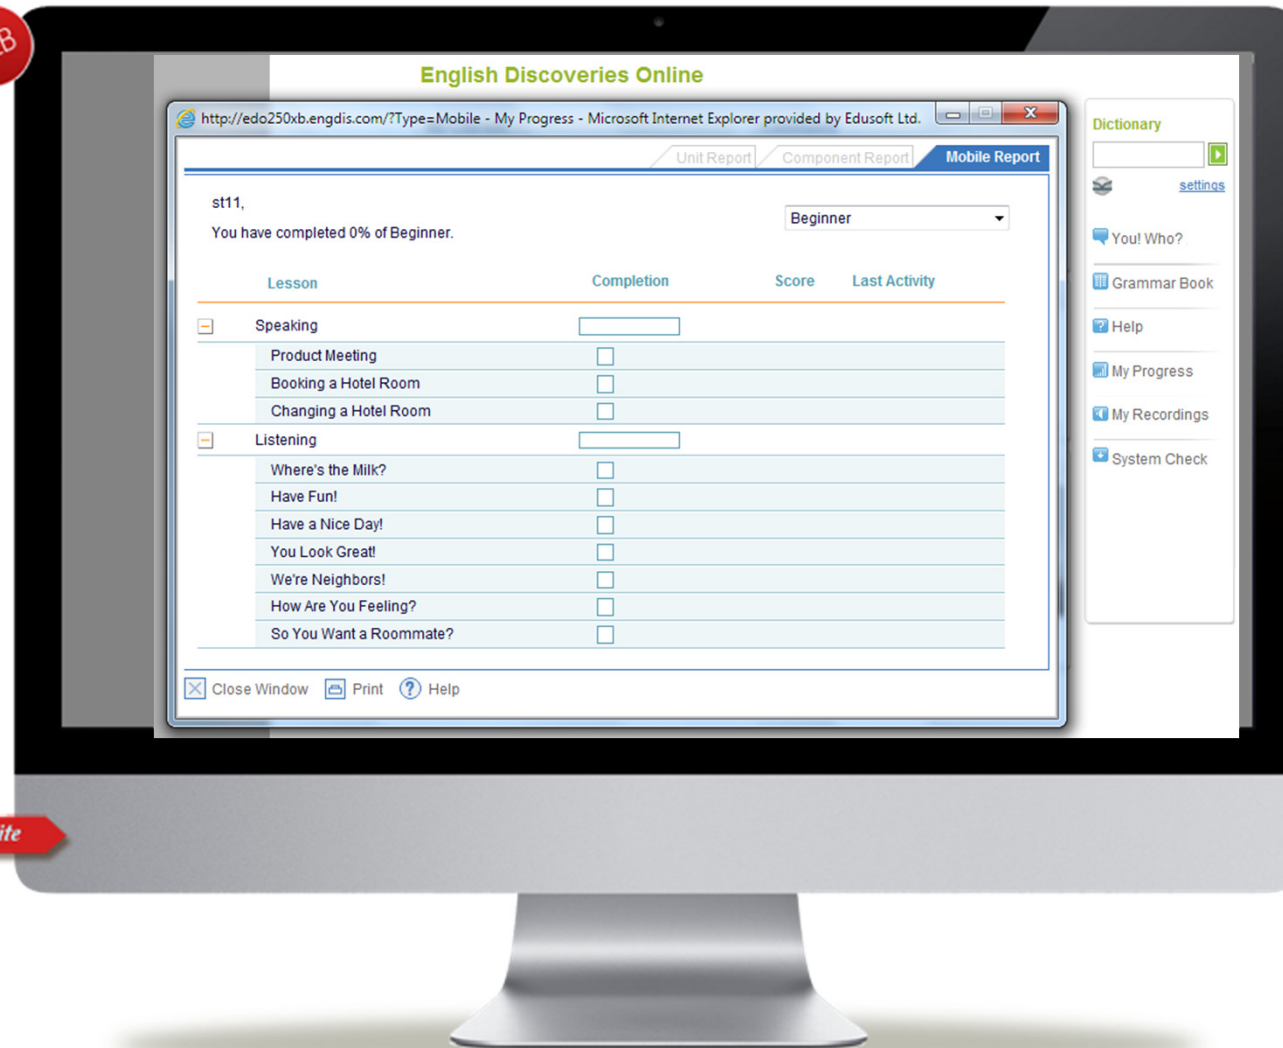 English Discoveries Online
http://edo250xb.engdis.com/?Type=Mobile - My Progress - Microsoft Internet Explorer provided by Edusoft Ltd.
Unit Report Component Report Mobile Report
st11,
You have completed 0% of Beginner.
Beginner
Lesson Completion Score Last Activity
Speaking
Product Meeting
Booking a Hotel Room
Changing a Hotel Room
Listening
Where's the Milk?
Have Fun!
Have a Nice Day!
You Look Great!
We're Neighbors!
How Are You Feeling?
So You Want a Roommate?
Close Window Print Help
Dictionary
settings
You! Who?
Grammar Book
Help
My Progress
My Recordings
System Check